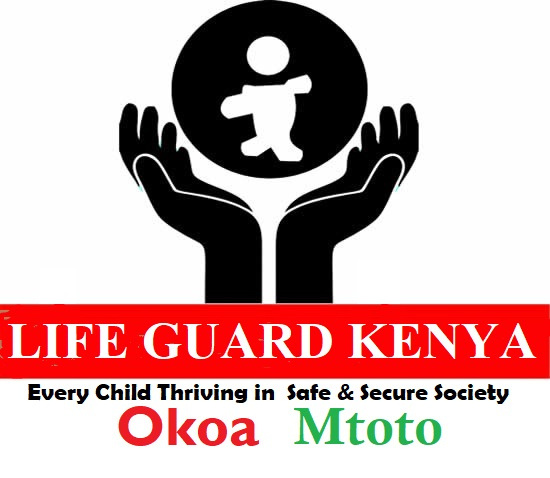 LIFE GUARD KENYA
Every Child Thriving in Safe & Secure Society
Okoa Mtoto